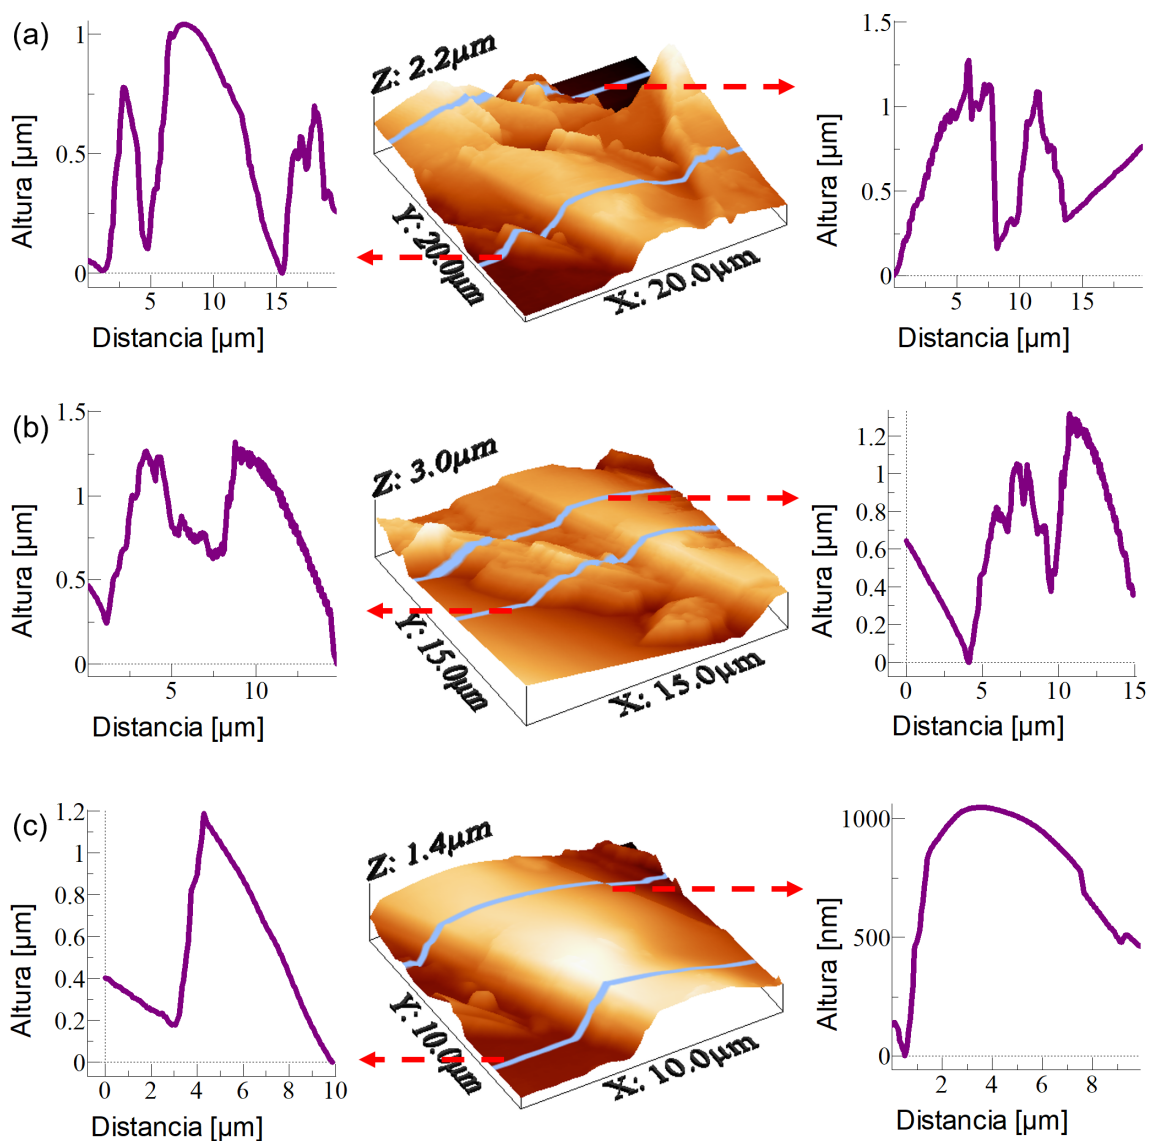 (a)
1
0.5
0
5
10
15
Altura [µm]
Distancia [µm]
Z: 2.2µm
Y: 20.0µm
X: 20.0µm
1.5
1
0.5
0
5
10
15
Altura [µm]
Distancia [µm]
(b)
1.5
1
0.5
0
5
10
Altura [µm]
Distancia [µm]
Z: 3.0µm
Y: 15.0µm
X: 15.0µm
1.2
1
0.8
0.6
0.4
0.2
0
0
5
10
15
Altura [µm]
Distancia [µm]
(c)
1.2
1
0.8
0.6
0.4
0.2
0
0
2
4
6
8
10
Altura [µm]
Distancia [µm]
Z: 1.4µm
Y: 10.0µm
X: 10.0µm
1000
500
0
2
4
6
8
Altura [nm]
Distancia [µm]